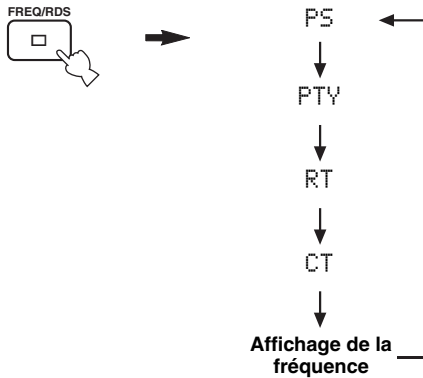 FREQ/RDS
PS
PTY
RT
CT
Affichage de la
fréquence